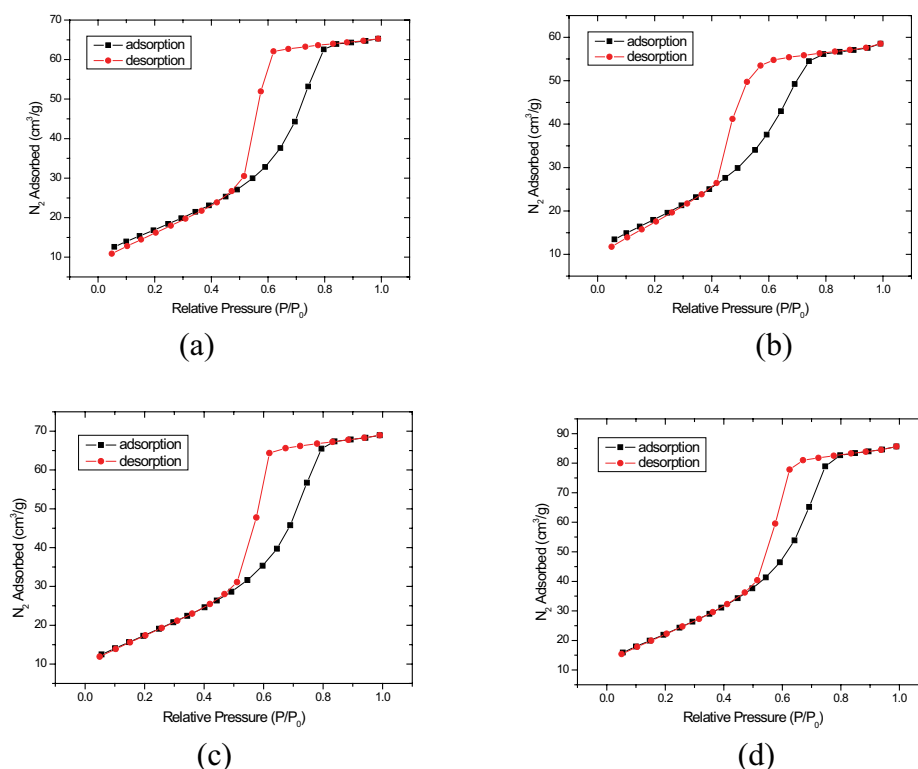 70
60
50
40
30
20
10
N₂ Adsorbed (cm³/g)
adsorption
desorption
0.0 0.2 0.4 0.6 0.8 1.0
Relative Pressure (P/P₀)
(a)
60
50
40
30
20
10
0
N₂ Adsorbed (cm³/g)
adsorption
desorption
0.0 0.2 0.4 0.6 0.8 1.0
Relative Pressure (P/P₀)
(b)
70
60
50
40
30
20
10
N₂ Adsorbed (cm³/g)
adsorption
desorption
0.0 0.2 0.4 0.6 0.8 1.0
Relative Pressure (P/P₀)
(c)
90
80
70
60
50
40
30
20
10
N₂ Adsorbed (cm³/g)
adsorption
desorption
0.0 0.2 0.4 0.6 0.8 1.0
Relative Pressure (P/P₀)
(d)